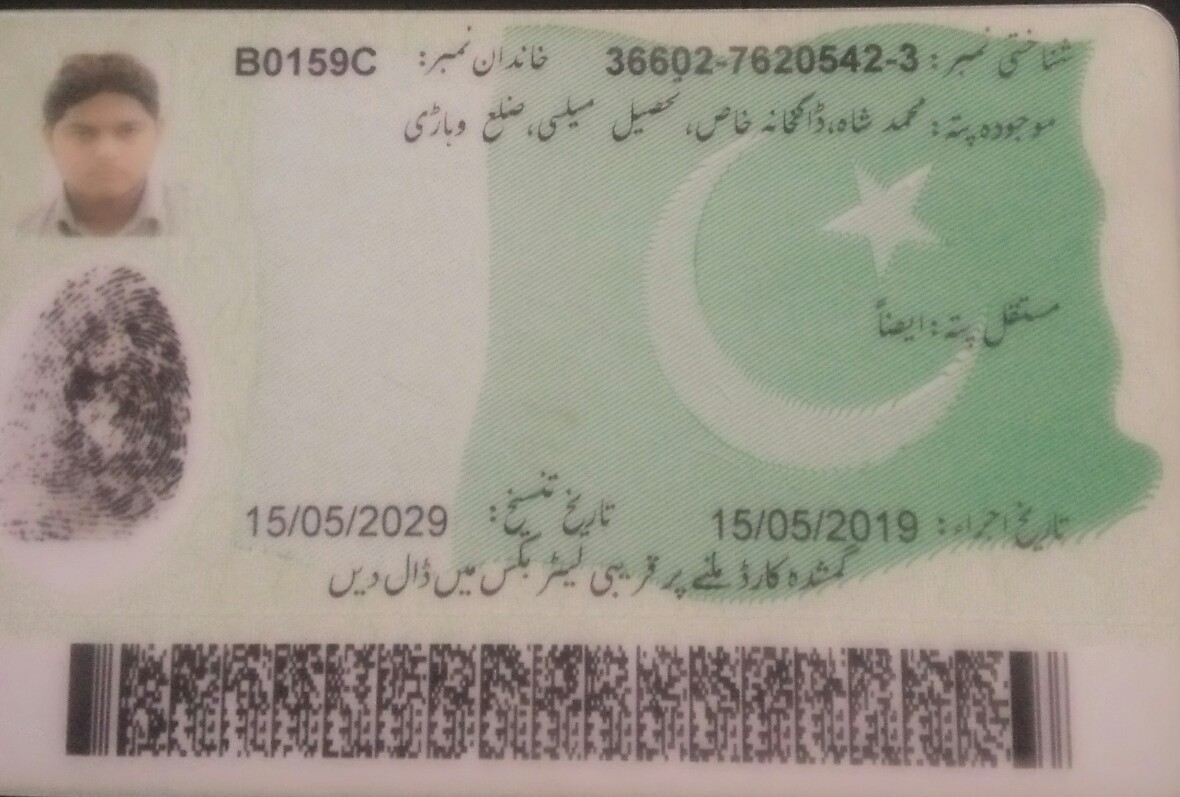 شناختی نمبر: 36602-7620542-3 خاندان نمبر: B0159C
موجودہ پتہ: محمد شاہ، ڈاکخانہ خاص، تحصیل میلسی، ضلع وہاڑی
مستقل پتہ: ایضاً
تاریخ اجراء: 15/05/2019 تاریخ تنسیخ: 15/05/2029
گمشدہ کارڈ ملنے پر قریبی لیٹر بکس میں ڈال دیں